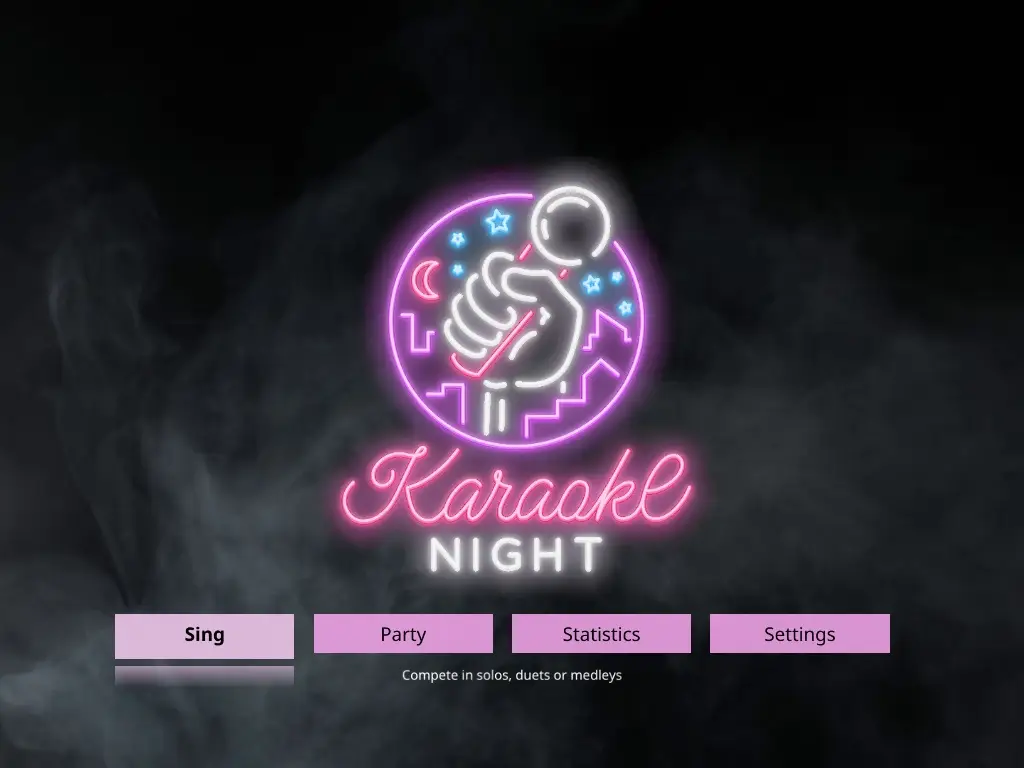 Karaoke
NIGHT
Sing
Party
Statistics
Settings
Compete in solos, duets or medleys